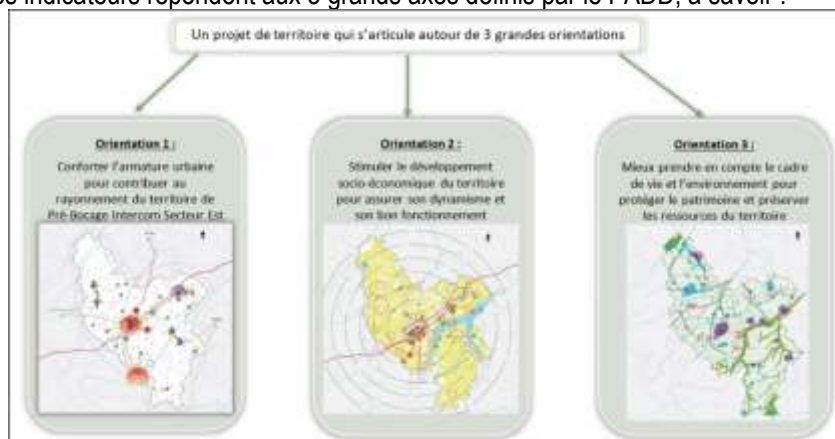 indicateurs répondent aux 3 grands axes définis par le PADD, à savoir :
Un projet de territoire qui s'articule autour de 3 grandes orientations
Orientation 1 :
Conforter l'armature urbaine
pour contribuer au
rayonnement du territoire de
Pré-Bocage Intercom Secteur Est
Orientation 2 :
Stimuler le développement
socio-économique du territoire
pour assurer son dynamisme et
son bon fonctionnement
Orientation 3 :
Mieux prendre en compte le cadre
de vie et l'environnement pour
protéger le patrimoine et préserver
les ressources du territoire